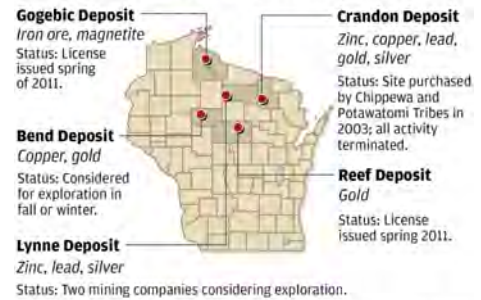 Gogebic Deposit
Iron ore, magnetite
Status: License
issued spring
of 2011.
Bend Deposit
Copper, gold
Status: Considered
for exploration in
fall or winter.
Lynne Deposit
Zinc, lead, silver
Status: Two mining companies considering exploration.
Crandon Deposit
Zinc, copper, lead,
gold, silver
Status: Site purchased
by Chippewa and
Potawatomi Tribes in
2003; all activity
terminated.
Reef Deposit
Gold
Status: License
issued spring 2011.